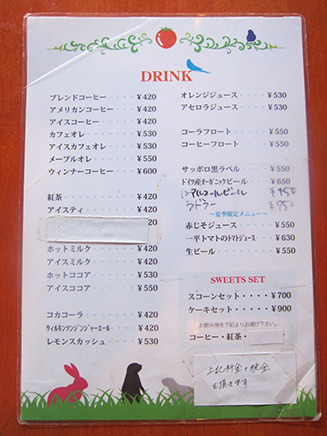 DRINK
ブレンドコーヒー・・・￥420
アメリカンコーヒー・・￥420
アイスコーヒー・・・・￥420
カフェオレ・・・・・・￥530
アイスカフェオレ・・・￥530
メープルオレ・・・・・￥550
ウィンナーコーヒー・・￥600
紅茶・・・・・・・・・￥420
アイスティ・・・・・・￥420
420
ホットミルク・・・・・￥420
アイスミルク・・・・・￥420
ホットココア・・・・・￥530
アイスココア・・・・・￥550
コカコーラ・・・・・・￥420
ウィルキンソンジンジャーエール・・￥420
レモンスカッシュ・・・￥530
オレンジジュース・・・￥530
アセロラジュース・・・￥530
コーラフロート・・・・￥550
コーヒーフロート・・・￥550
サッポロ黒ラベル・・・￥550
ドイツ産オーガニックビール・・￥650
ノンアルコールビール ￥450
～夏季限定メニュー～
赤じそジュース・・・・￥550
一平トマトのトマトジュース・・￥630
生ビール・・・・・・・￥550
SWEETS SET
スコーンセット・・・・￥700
ケーキセット・・・・・￥900
お飲み物を下記よりお選び下さい。
コーヒー・紅茶・
上記料金＋税金
を頂きます